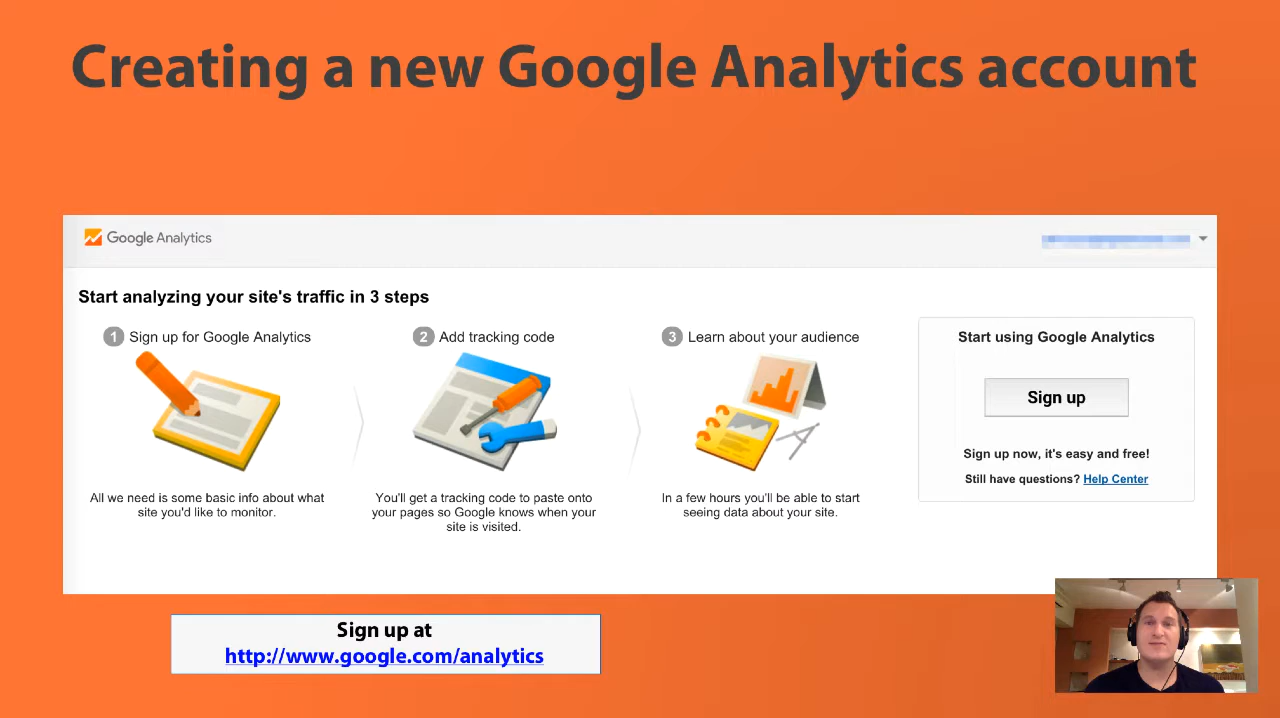 Creating a new Google Analytics account
Google Analytics
Start analyzing your site's traffic in 3 steps
1 Sign up for Google Analytics
All we need is some basic info about what
site you'd like to monitor.
2 Add tracking code
You'll get a tracking code to paste onto
your pages so Google knows when your
site is visited.
3 Learn about your audience
In a few hours you'll be able to start
seeing data about your site.
Start using Google Analytics
Sign up
Sign up now, it's easy and free!
Still have questions? Help Center
Sign up at
http://www.google.com/analytics